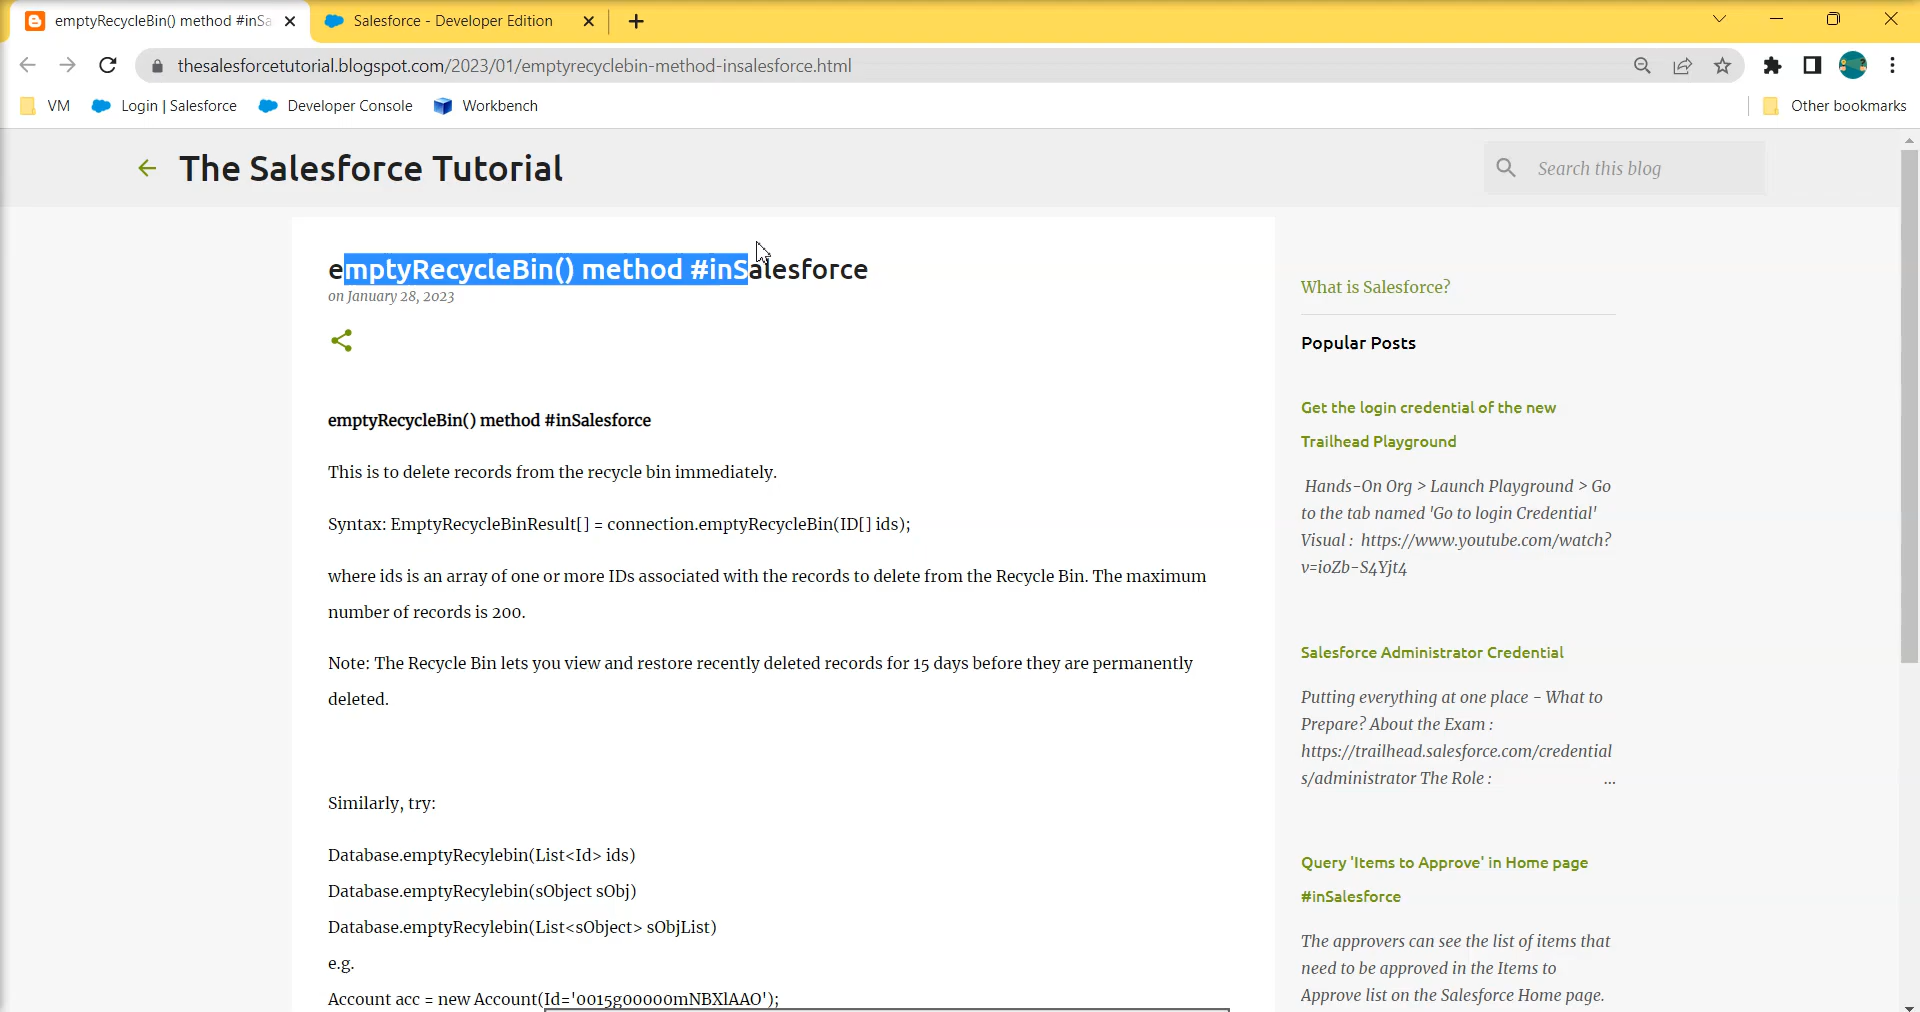 emptyRecycleBin() method #inSa
Salesforce - Developer Edition
thesalesforcetutorial.blogspot.com/2023/01/emptyrecyclebin-method-insalesforce.html
VM
Login | Salesforce
Developer Console
Workbench
Other bookmarks
The Salesforce Tutorial
Search this blog
emptyRecycleBin() method #inSalesforce
on January 28, 2023
emptyRecycleBin() method #inSalesforce
This is to delete records from the recycle bin immediately.
Syntax: EmptyRecycleBinResult[] = connection.emptyRecycleBin(ID[] ids);
where ids is an array of one or more IDs associated with the records to delete from the Recycle Bin. The maximum
number of records is 200.
Note: The Recycle Bin lets you view and restore recently deleted records for 15 days before they are permanently
deleted.
Similarly, try:
Database.emptyRecylebin(List<Id> ids)
Database.emptyRecylebin(sObject sObj)
Database.emptyRecylebin(List<sObject> sObjList)
e.g.
Account acc = new Account(Id='0015g00000mNBXlAAO');
What is Salesforce?
Popular Posts
Get the login credential of the new
Trailhead Playground
Hands-On Org > Launch Playground > Go
to the tab named 'Go to login Credential'
Visual : https://www.youtube.com/watch?
v=ioZb-S4Yjt4
Salesforce Administrator Credential
Putting everything at one place - What to
Prepare? About the Exam :
https://trailhead.salesforce.com/credential
s/administrator The Role : ...
Query 'Items to Approve' in Home page
#inSalesforce
The approvers can see the list of items that
need to be approved in the Items to
Approve list on the Salesforce Home page.